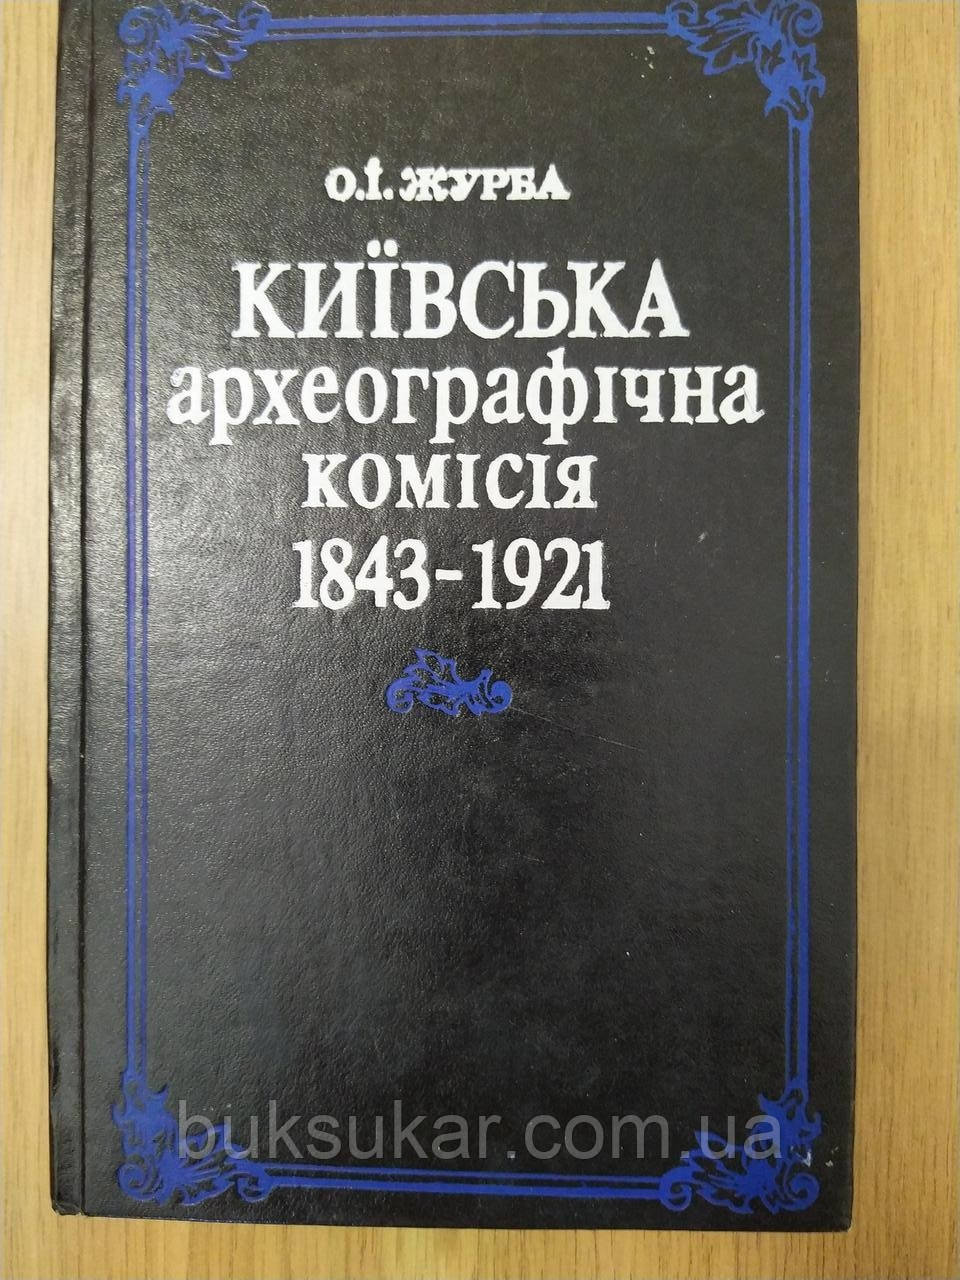 О.І. ЖУРБА
КИЇВСЬКА
археографічна
комісія
1843-1921
buksukar.com.ua